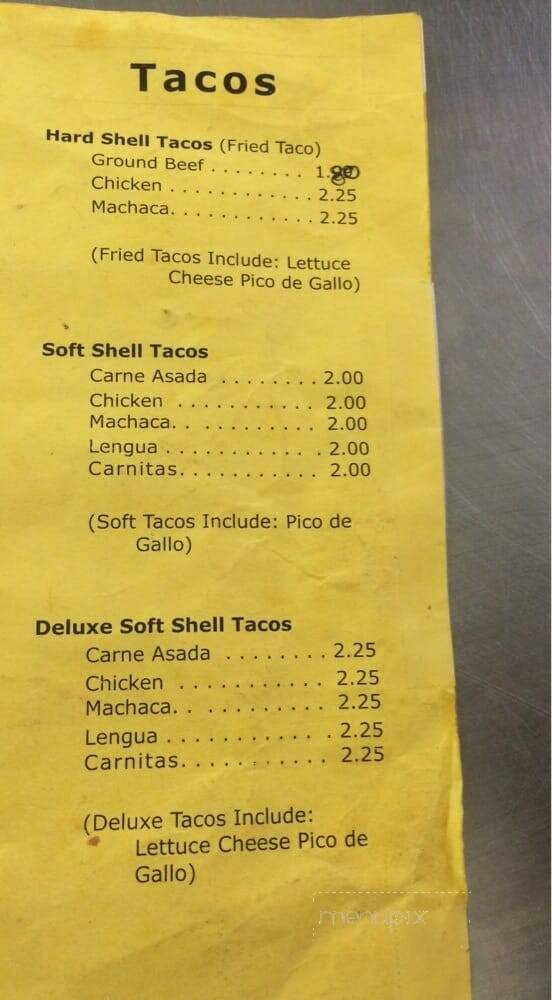 Tacos
Hard Shell Tacos (Fried Taco)
Ground Beef . . . . . . . . 1.80
Chicken . . . . . . . . . . . . 2.25
Machaca. . . . . . . . . . . . 2.25
(Fried Tacos Include: Lettuce
Cheese Pico de Gallo)
Soft Shell Tacos
Carne Asada . . . . . . . . 2.00
Chicken . . . . . . . . . . . 2.00
Machaca. . . . . . . . . . . 2.00
Lengua . . . . . . . . . . . . 2.00
Carnitas. . . . . . . . . . . 2.00
(Soft Tacos Include: Pico de
Gallo)
Deluxe Soft Shell Tacos
Carne Asada . . . . . . . . 2.25
Chicken . . . . . . . . . . . 2.25
Machaca. . . . . . . . . . . 2.25
Lengua . . . . . . . . . . . . 2.25
Carnitas. . . . . . . . . . . 2.25
(Deluxe Tacos Include:
Lettuce Cheese Pico de
Gallo)
menupix